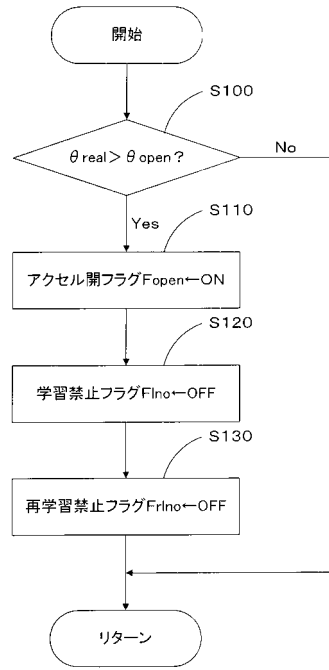 開始
S100
θreal＞θopen？
No
Yes
S110
アクセル開フラグFopen←ON
S120
学習禁止フラグFlno←OFF
S130
再学習禁止フラグFrlno←OFF
リターン